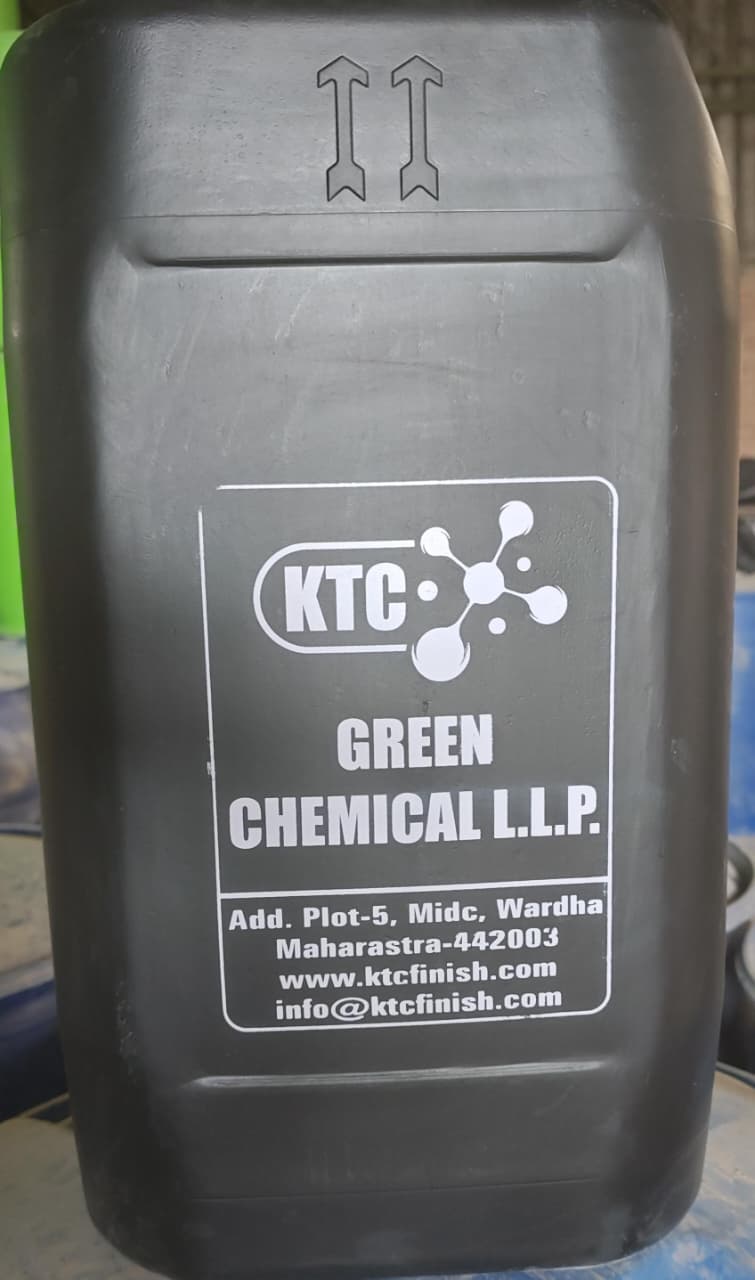 KTC
GREEN
CHEMICAL L.L.P.
Add. Plot-5, Midc, Wardha
Maharastra-442003
www.ktcfinish.com
info@ktcfinish.com